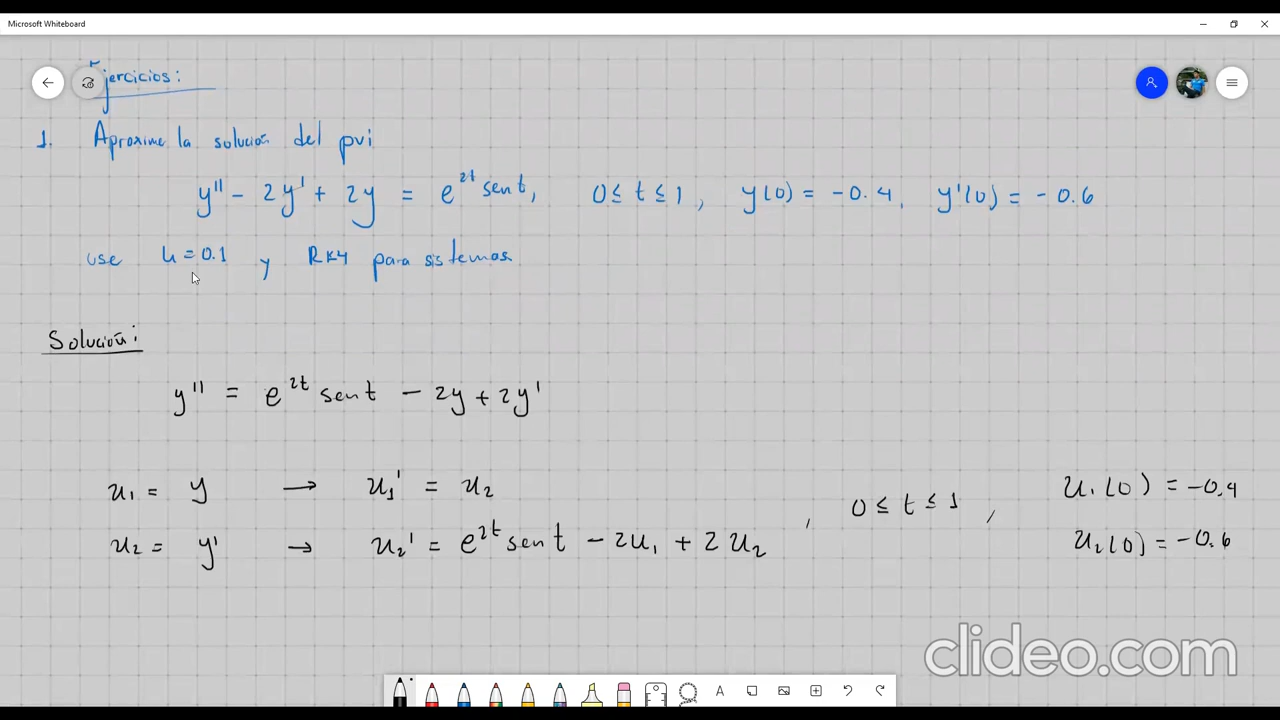 Microsoft Whiteboard
Ejercicios:
1. Aproxime la solución del pvi
y'' - 2y' + 2y = e^2t sen t, 0 ≤ t ≤ 1, y(0) = -0.4, y'(0) = -0.6
use h = 0.1 y RK4 para sistemas
Solución:
y'' = e^2t sen t - 2y + 2y'
u1 = y → u1' = u2
u2 = y' → u2' = e^2t sen t - 2u1 + 2u2, 0 ≤ t ≤ 1, u1(0) = -0.4
u2(0) = -0.6
clideo.com
A